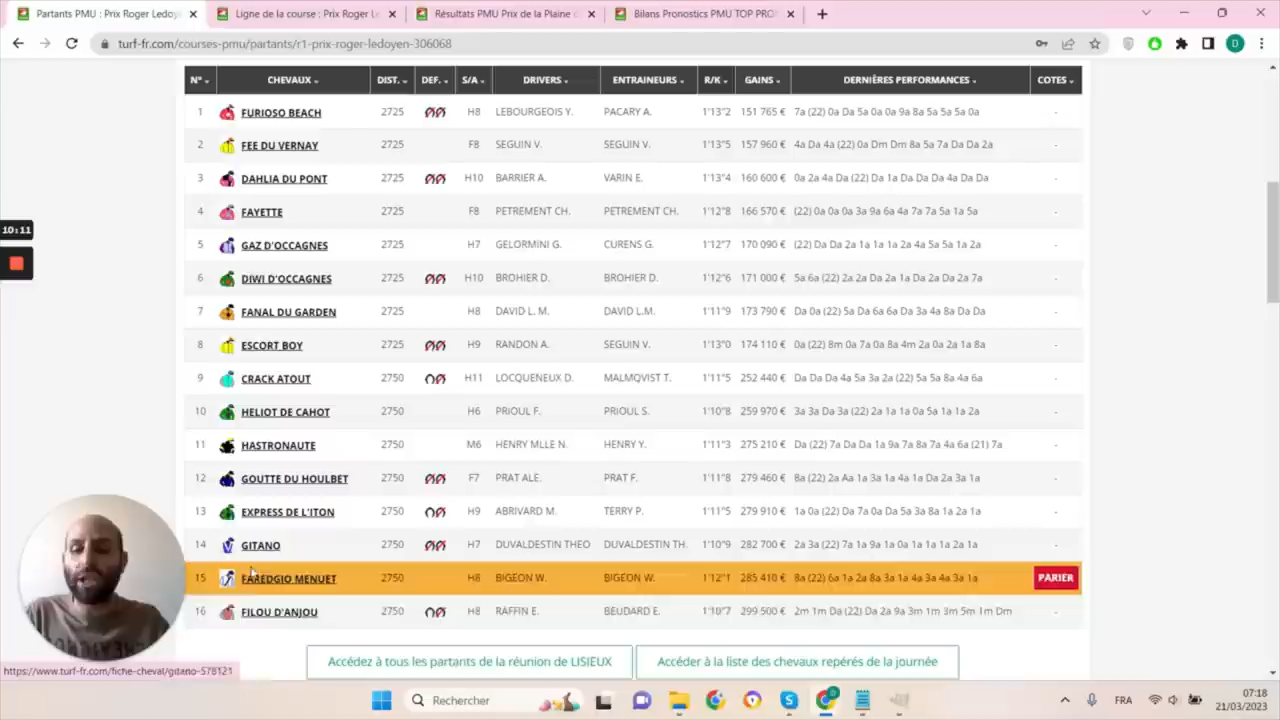 Partants PMU : Prix Roger Ledoy
Ligne de la course : Prix Roger L
Résultats PMU Prix de la Plaine d
Bilans Pronostics PMU TOP PRO
turf-fr.com/courses-pmu/partants/r1-prix-roger-ledoyen-306068
N° CHEVAUX DIST. DEF. S/A DRIVERS ENTRAINEURS R/K GAINS DERNIÈRES PERFORMANCES COTES
1 FURIOSO BEACH 2725 H8 LEBOURGEOIS Y. PACARY A. 1'13"2 151 765 € 7a (22) 0a Da 5a 0a 0a 9a 8a 5a 5a 5a 0a -
2 FEE DU VERNAY 2725 F8 SEGUIN V. SEGUIN V. 1'13"5 157 960 € 4a Da 4a (22) 0a Dm Dm 8a 5a 7a Da Da 2a -
3 DAHLIA DU PONT 2725 H10 BARRIER A. VARIN E. 1'13"4 160 600 € 0a 2a 4a Da (22) Da 1a Da Da Da 4a Da Da -
4 FAYETTE 2725 F8 PETREMENT CH. PETREMENT CH. 1'12"8 166 570 € (22) 0a 0a 0a 3a 9a 6a 4a 7a 7a 5a 1a 5a -
5 GAZ D'OCCAGNES 2725 H7 GELORMINI G. CURENS G. 1'12"7 170 090 € (22) Da Da 2a 1a 1a 1a 2a 4a 5a 5a 1a 2a -
6 DIWI D'OCCAGNES 2725 H10 BROHIER D. BROHIER D. 1'12"6 171 000 € 5a 6a (22) 2a 2a Da 2a 1a Da 2a Da 2a 7a -
7 FANAL DU GARDEN 2725 H8 DAVID L. M. DAVID L.M. 1'11"9 173 790 € Da 0a (22) 5a Da 6a 6a Da 3a 4a 8a Da Da -
8 ESCORT BOY 2725 H9 RANDON A. SEGUIN V. 1'13"0 174 110 € 0a (22) 8m 0a 7a 0a 8a 4m 2a 0a 2a 1a 8a -
9 CRACK ATOUT 2750 H11 LOCQUENEUX D. MALMQVIST T. 1'11"5 252 440 € Da Da Da 4a 5a 3a 2a (22) 5a 5a 8a 4a 6a -
10 HELIOT DE CAHOT 2750 H6 PRIOUL F. PRIOUL S. 1'10"8 259 970 € 3a 3a Da 3a (22) 2a 1a 1a 0a 5a 1a 1a 2a -
11 HASTRONAUTE 2750 M6 HENRY MLLE N. HENRY Y. 1'11"3 275 210 € Da (22) 7a Da Da 1a 9a 7a 8a 7a 4a 6a (21) 7a -
12 GOUTTE DU HOULBET 2750 F7 PRAT ALE. PRAT F. 1'11"8 279 460 € 8a (22) 2a Aa 1a 3a 1a 4a 1a Da 2a 3a 1a -
13 EXPRESS DE L'ITON 2750 H9 ABRIVARD M. TERRY P. 1'11"5 279 910 € 1a 0a (22) Da 7a 0a Da 5a 3a 8a 1a 2a 1a -
14 GITANO 2750 H7 DUVALDESTIN THEO DUVALDESTIN TH. 1'10"9 282 700 € 2a 3a (22) 7a 1a 9a 1a 0a 1a 1a 1a 2a 1a -
15 FAREDGIO MENUET 2750 H8 BIGEON W. BIGEON W. 1'12"1 285 410 € 8a (22) 6a 1a 2a 8a 3a 1a 4a 3a 4a 3a 1a PARIER
16 FILOU D'ANJOU 2750 H8 RAFFIN E. BEUDARD E. 1'10"7 299 500 € 2m 1m Da (22) Da 2a 9a 3m 1m 3m 5m 1m Dm -
10:11
Accédez à tous les partants de la réunion de LISIEUX
Accéder à la liste des chevaux repérés de la journée
https://www.turf-fr.com/fiche-cheval/gitano-578121
Rechercher
FRA
07:18
21/03/2023